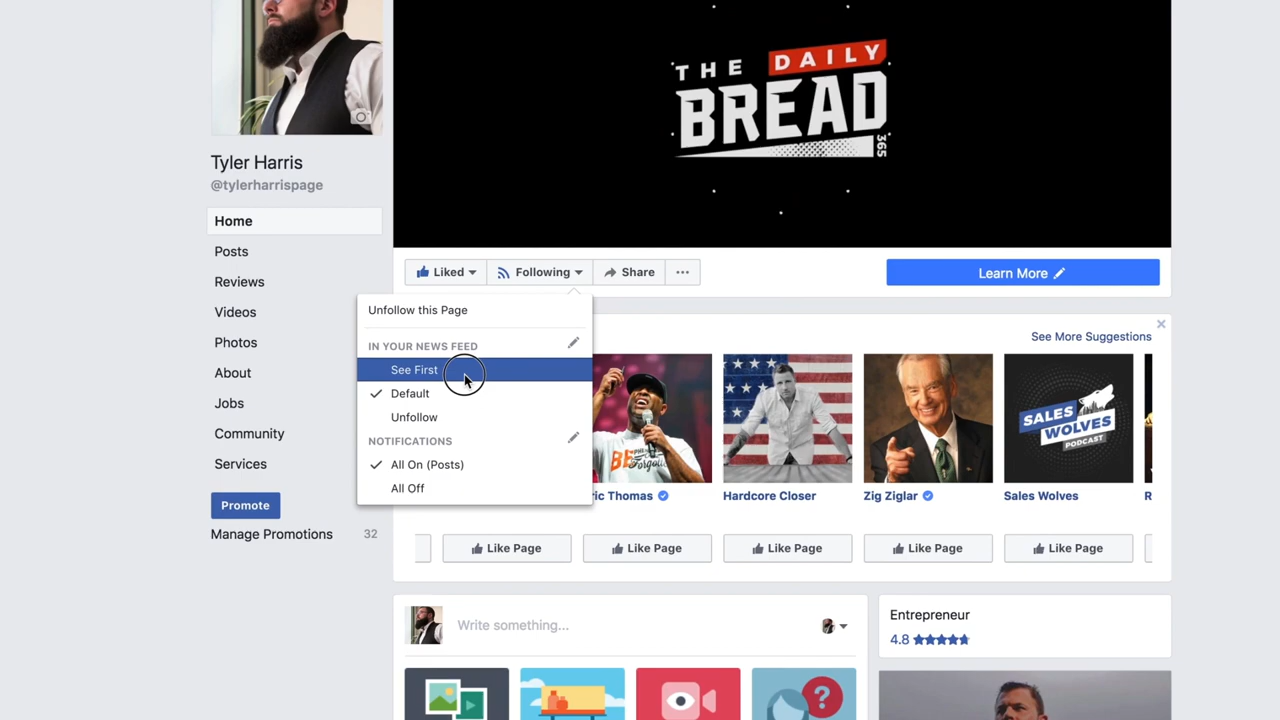 THE DAILY
BREAD
365
Tyler Harris
@tylerharrispage
Home
Posts
Reviews
Videos
Photos
About
Jobs
Community
Services
Promote
Manage Promotions 32
Liked Following Share ...
Learn More
Unfollow this Page
IN YOUR NEWS FEED
See First
Default
Unfollow
NOTIFICATIONS
All On (Posts)
All Off
See More Suggestions
SALES
WOLVES
PODCAST
ric Thomas Hardcore Closer Zig Ziglar Sales Wolves R
Like Page Like Page Like Page Like Page Like Page
Write something...
Entrepreneur
4.8
?